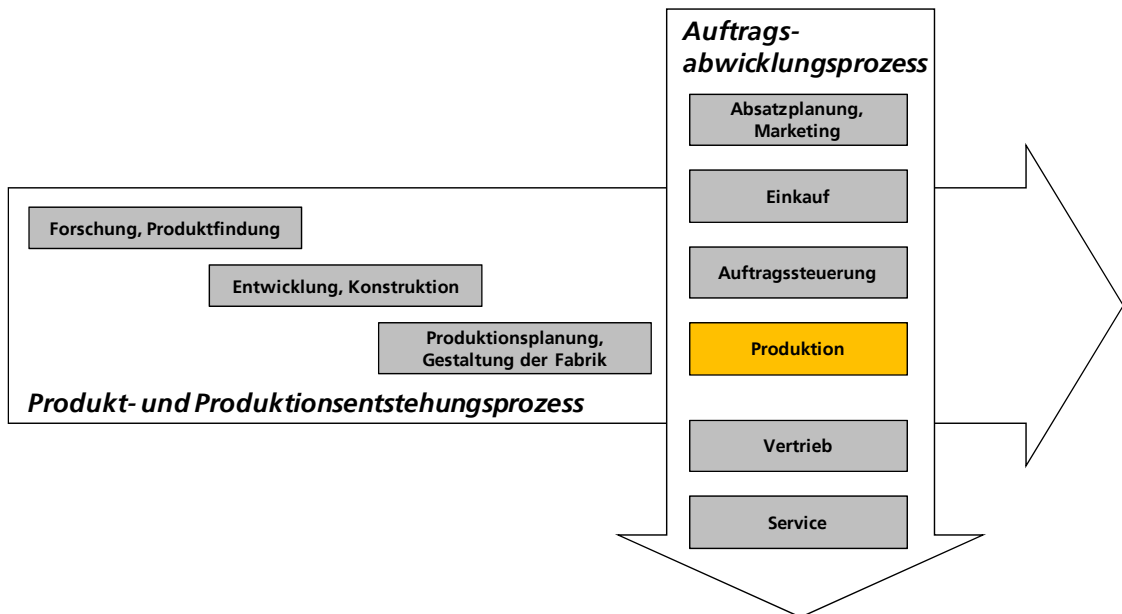 Auftrags-
abwicklungsprozess
Absatzplanung,
Marketing
Einkauf
Auftragssteuerung
Produktion
Vertrieb
Service
Forschung, Produktfindung
Entwicklung, Konstruktion
Produktionsplanung,
Gestaltung der Fabrik
Produkt- und Produktionsentstehungsprozess